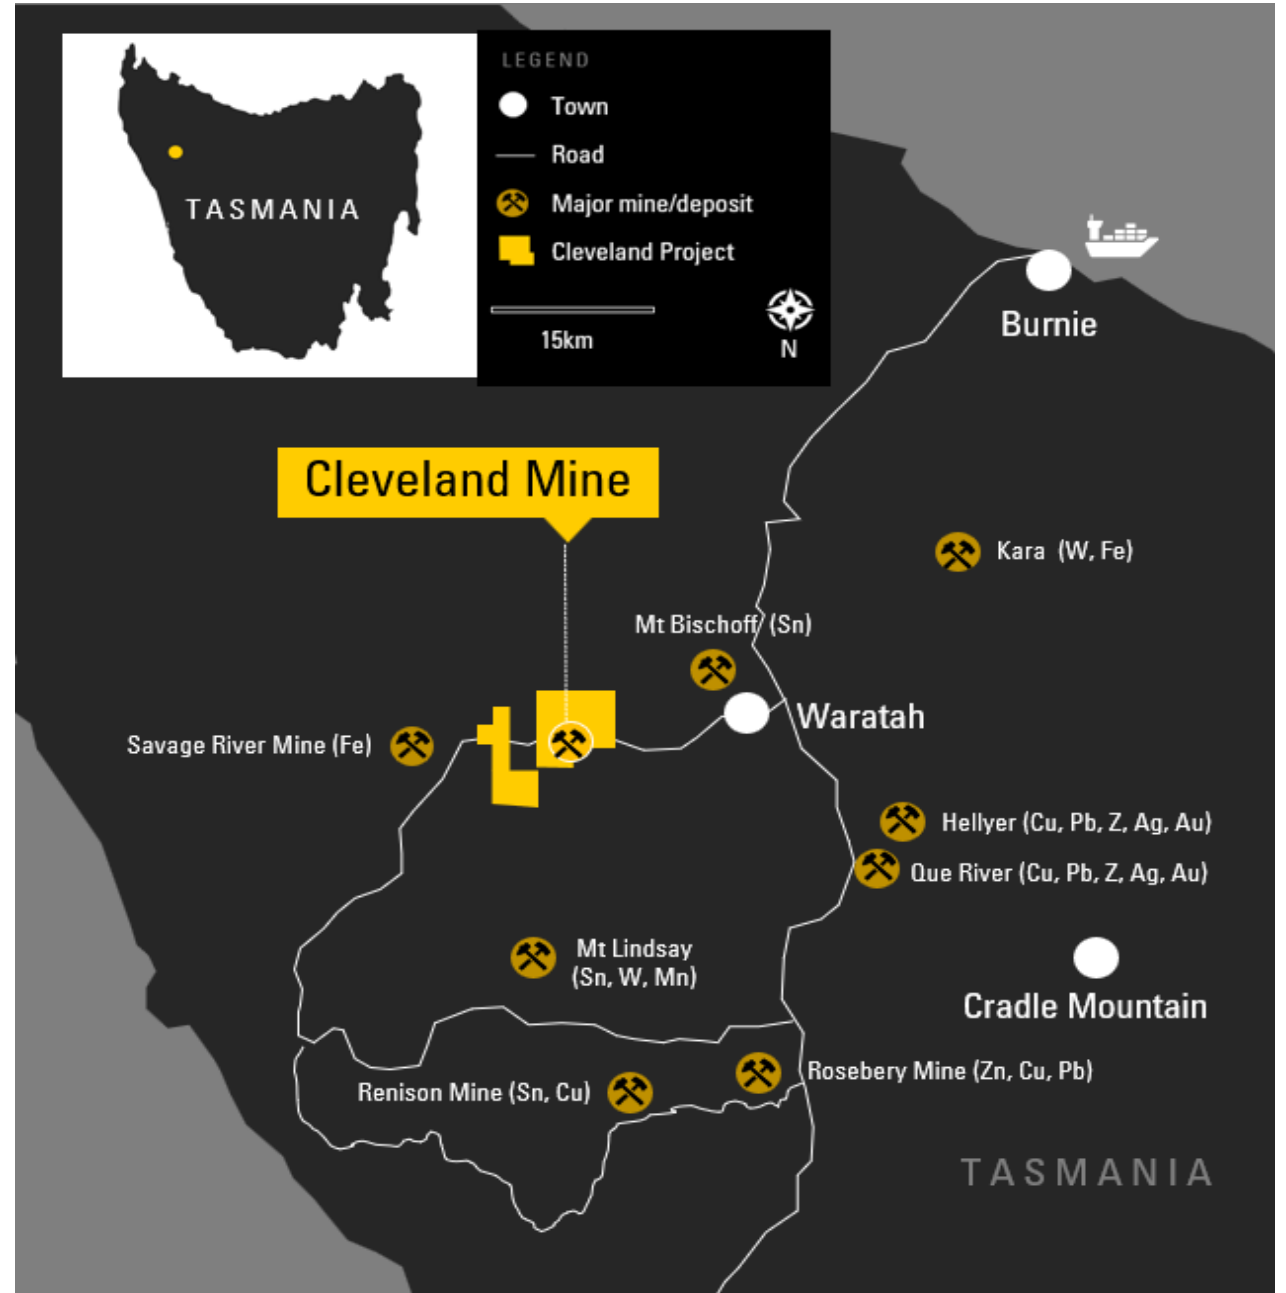 LEGEND
Town
Road
Major mine/deposit
Cleveland Project
15km
N
TASMANIA
Burnie
Cleveland Mine
Kara (W, Fe)
Mt Bischoff (Sn)
Waratah
Savage River Mine (Fe)
Hellyer (Cu, Pb, Z, Ag, Au)
Que River (Cu, Pb, Z, Ag, Au)
Mt Lindsay
(Sn, W, Mn)
Cradle Mountain
Rosebery Mine (Zn, Cu, Pb)
Renison Mine (Sn, Cu)
TASMANIA